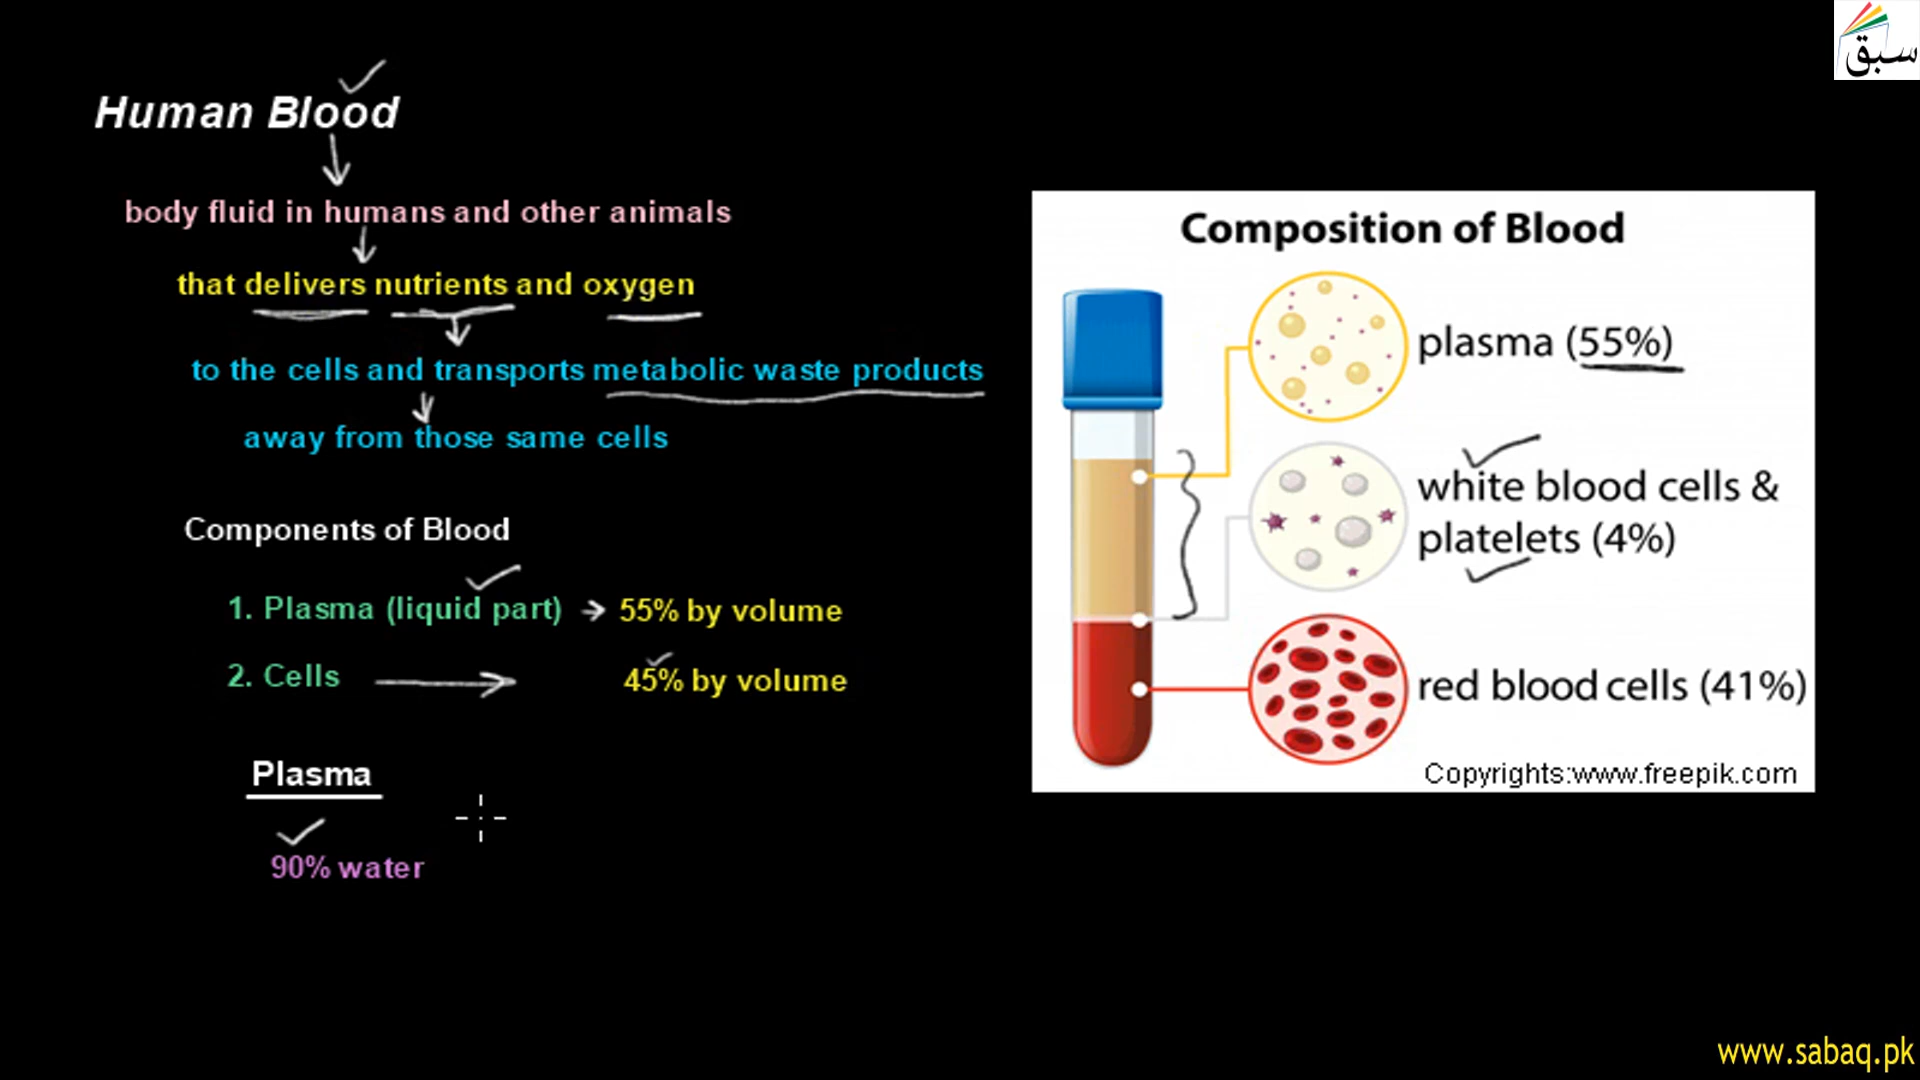 سبق
Human Blood
body fluid in humans and other animals
that delivers nutrients and oxygen
to the cells and transports metabolic waste products
away from those same cells
Components of Blood
1. Plasma (liquid part) → 55% by volume
2. Cells → 45% by volume
Plasma
90% water
Composition of Blood
plasma (55%)
white blood cells &
platelets (4%)
red blood cells (41%)
Copyrights:www.freepik.com
www.sabaq.pk